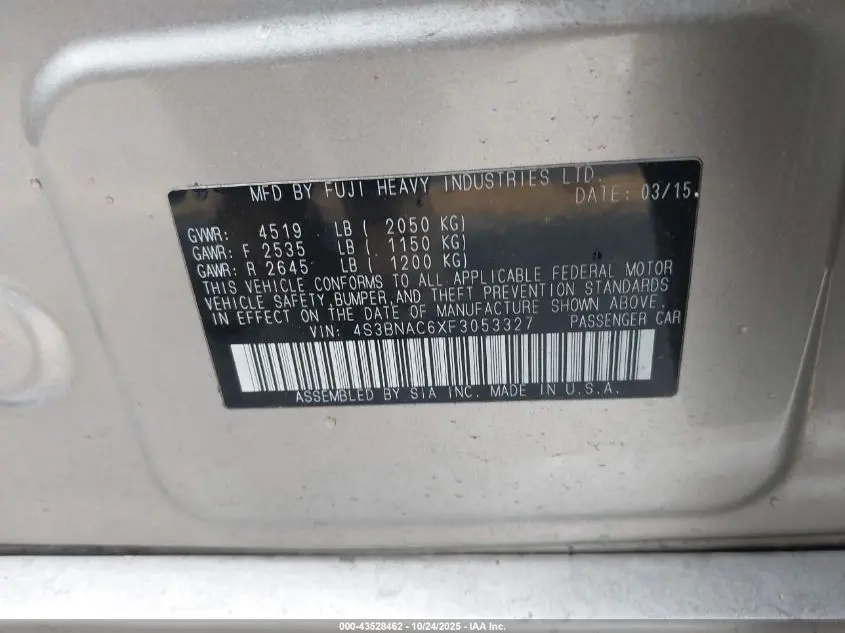 MFD BY FUJI HEAVY INDUSTRIES LTD.
DATE: 03/15
GVWR: 4519 LB ( 2050 KG)
GAWR: F 2535 LB ( 1150 KG)
GAWR: R 2645 LB ( 1200 KG)
THIS VEHICLE CONFORMS TO ALL APPLICABLE FEDERAL MOTOR
VEHICLE SAFETY, BUMPER, AND THEFT PREVENTION STANDARDS
IN EFFECT ON THE DATE OF MANUFACTURE SHOWN ABOVE.
VIN: 4S3BNAC6XF3053327 PASSENGER CAR
ASSEMBLED BY SIA INC. MADE IN U.S.A.
000-43528462 - 10/24/2025 - IAA Inc.